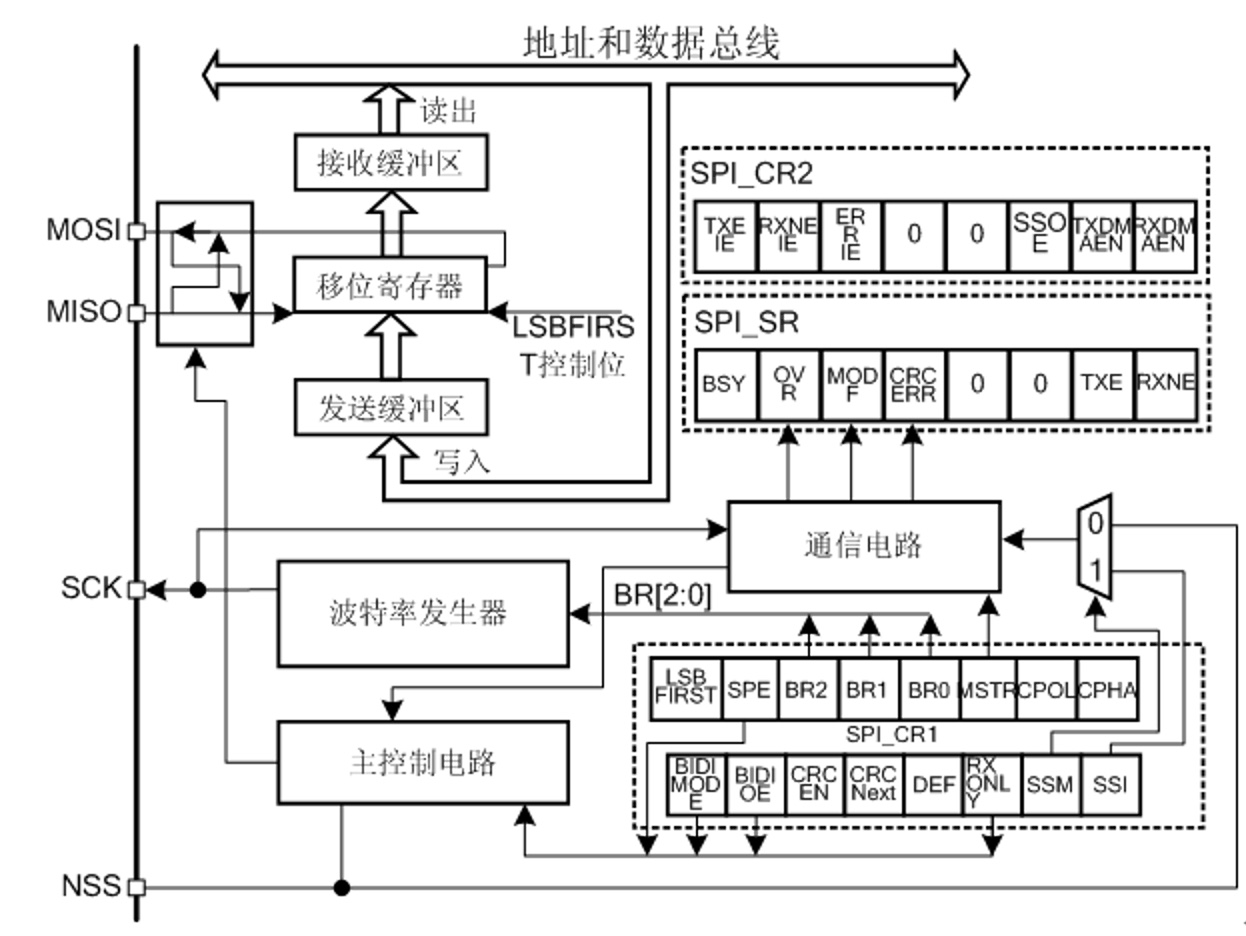 地址和数据总线
读出
接收缓冲区
MOSI
移位寄存器
MISO
LSBFIRS
T控制位
发送缓冲区
写入
SPI_CR2
TXE
IE
RXNE
IE
ER
R
IE
0
0
SSO
E
TXDM
AEN
RXDM
AEN
SPI_SR
BSY
OV
R
MOD
F
CRC
ERR
0
0
TXE
RXNE
通信电路
0
1
SCK
波特率发生器
BR[2:0]
LSB
FIRST
SPE
BR2
BR1
BR0
MSTR
CPOL
CPHA
SPI_CR1
主控制电路
BIDI
MOD
E
BIDI
OE
CRC
EN
CRC
Next
DEF
RX
ONL
Y
SSM
SSI
NSS